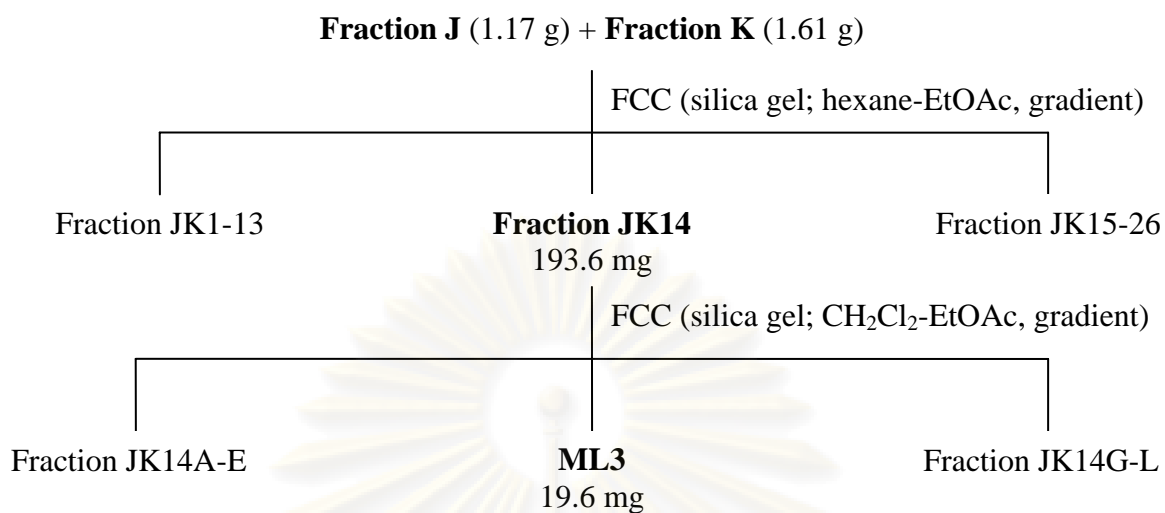 Fraction J (1.17 g) + Fraction K (1.61 g)
FCC (silica gel; hexane-EtOAc, gradient)
Fraction JK1-13
Fraction JK14
193.6 mg
Fraction JK15-26
FCC (silica gel; CH₂Cl₂-EtOAc, gradient)
Fraction JK14A-E
ML3
19.6 mg
Fraction JK14G-L